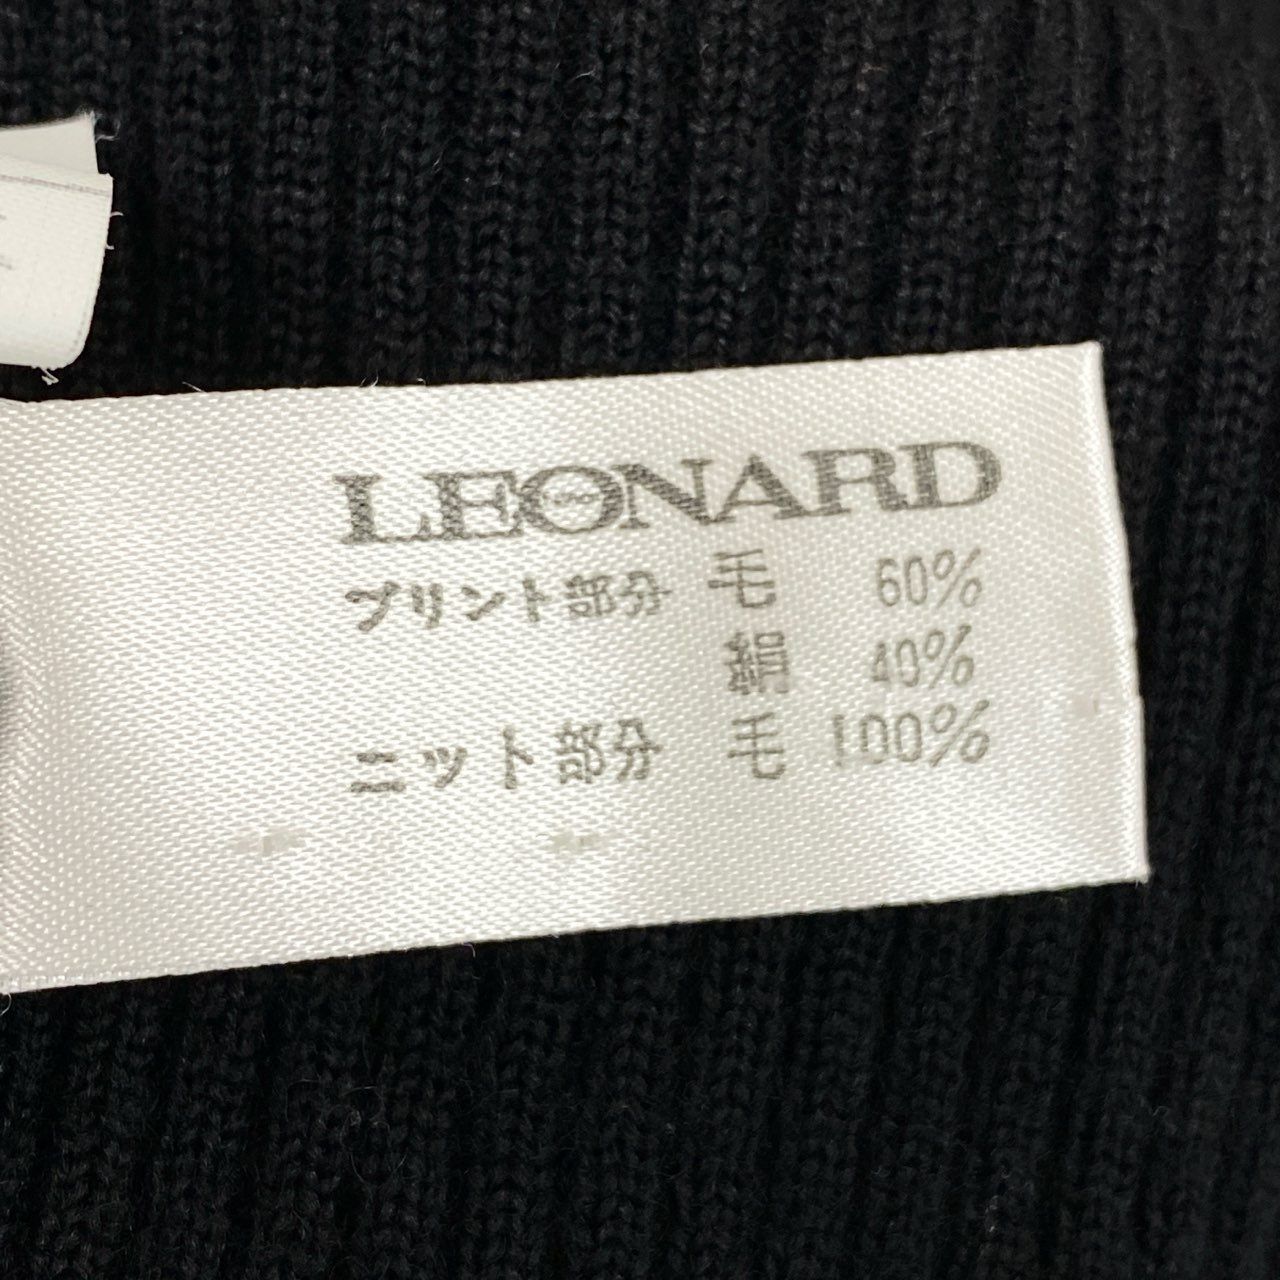 LEONARD
プリント部分 毛 60%
絹 40%
ニット部分 毛 100%